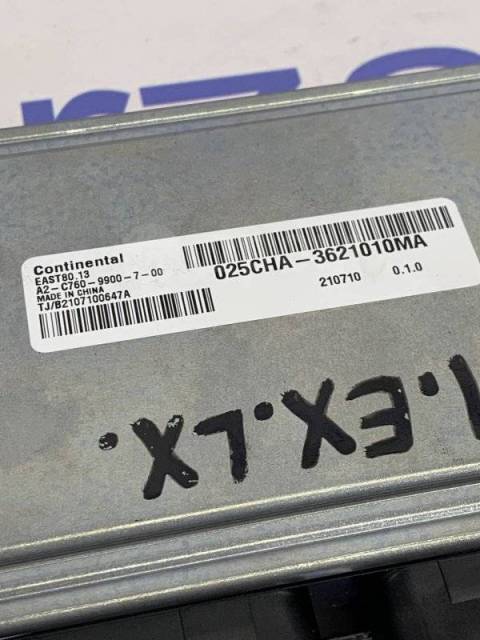 Continental
EAST80.13
A2-C760-9900-7-00
MADE IN CHINA
TJ/B2107100647A
025CHA-3621010MA
210710 0.1.0
.EX.LX.